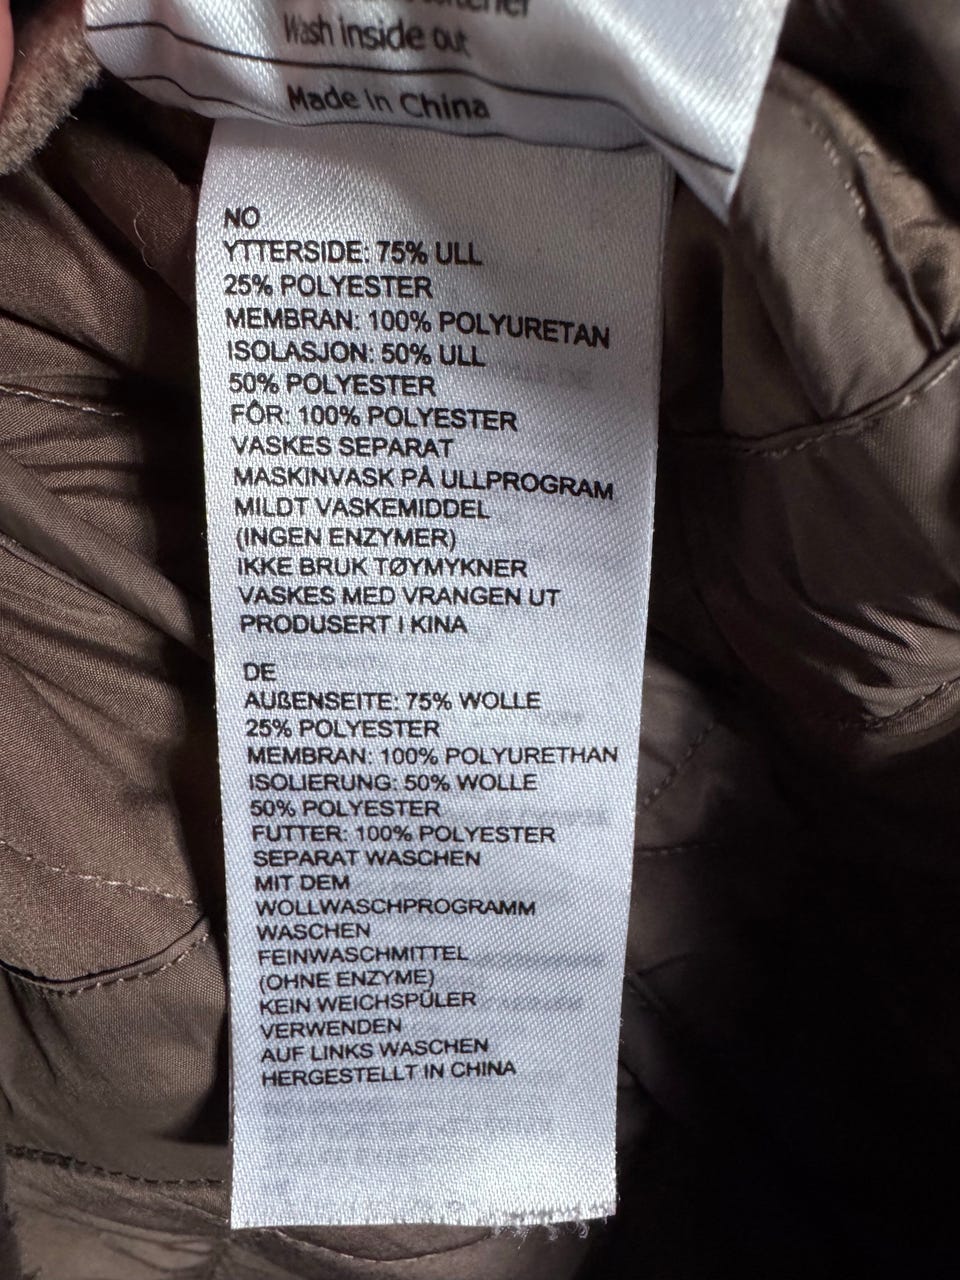 Wash inside out
Made in China
NO
YTTERSIDE: 75% ULL
25% POLYESTER
MEMBRAN: 100% POLYURETAN
ISOLASJON: 50% ULL
50% POLYESTER
FÔR: 100% POLYESTER
VASKES SEPARAT
MASKINVASK PÅ ULLPROGRAM
MILDT VASKEMIDDEL
(INGEN ENZYMER)
IKKE BRUK TØYMYKNER
VASKES MED VRANGEN UT
PRODUSERT I KINA
DE
AUßENSEITE: 75% WOLLE
25% POLYESTER
MEMBRAN: 100% POLYURETHAN
ISOLIERUNG: 50% WOLLE
50% POLYESTER
FUTTER: 100% POLYESTER
SEPARAT WASCHEN
MIT DEM
WOLLWASCHPROGRAMM
WASCHEN
FEINWASCHMITTEL
(OHNE ENZYME)
KEIN WEICHSPÜLER
VERWENDEN
AUF LINKS WASCHEN
HERGESTELLT IN CHINA